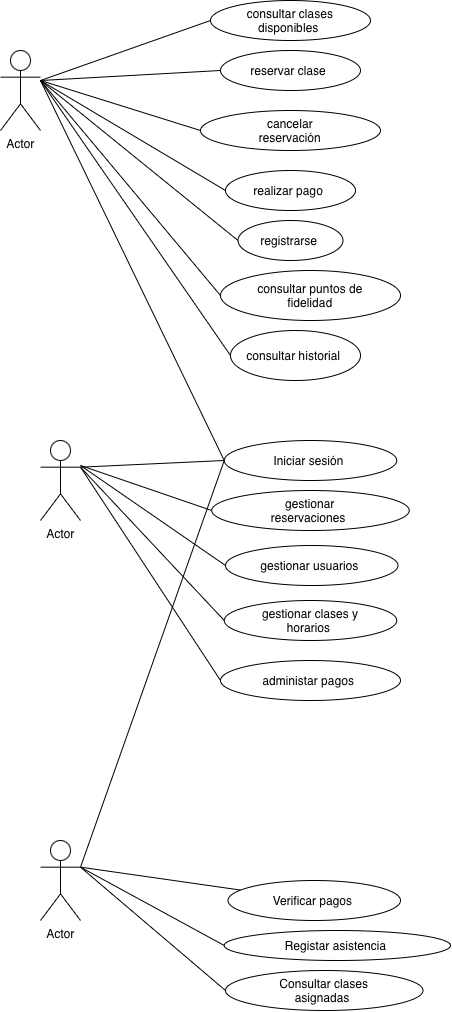 consultar clases
disponibles
reservar clase
Actor
cancelar
reservación
realizar pago
registrarse
consultar puntos de
fidelidad
consultar historial
Iniciar sesión
gestionar
reservaciones
Actor
gestionar usuarios
gestionar clases y
horarios
administar pagos
Verificar pagos
Actor
Registar asistencia
Consultar clases
asignadas